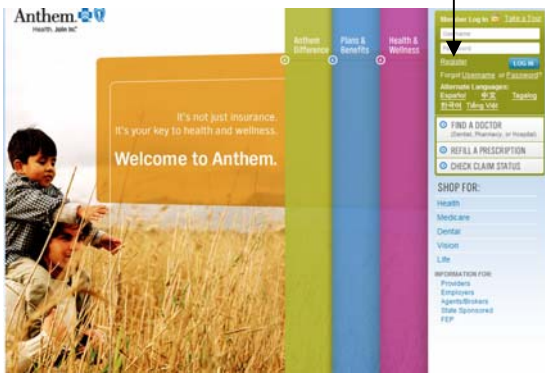 Anthem.
Health. Join In.
It's not just insurance.
It's your key to health and wellness.
Welcome to Anthem.
Anthem Difference
Plans & Benefits
Health & Wellness
Member Log In Take a Tour
Username
Password
Register LOG IN
Forgot Username or Password?
Alternate Languages:
Español 中文 Tagalog
한국어 Tiếng Việt
FIND A DOCTOR
(Dental, Pharmacy, or Hospital)
REFILL A PRESCRIPTION
CHECK CLAIM STATUS
SHOP FOR:
Health
Medicare
Dental
Vision
Life
INFORMATION FOR:
Providers
Employers
Agents/Brokers
State Sponsored
FEP